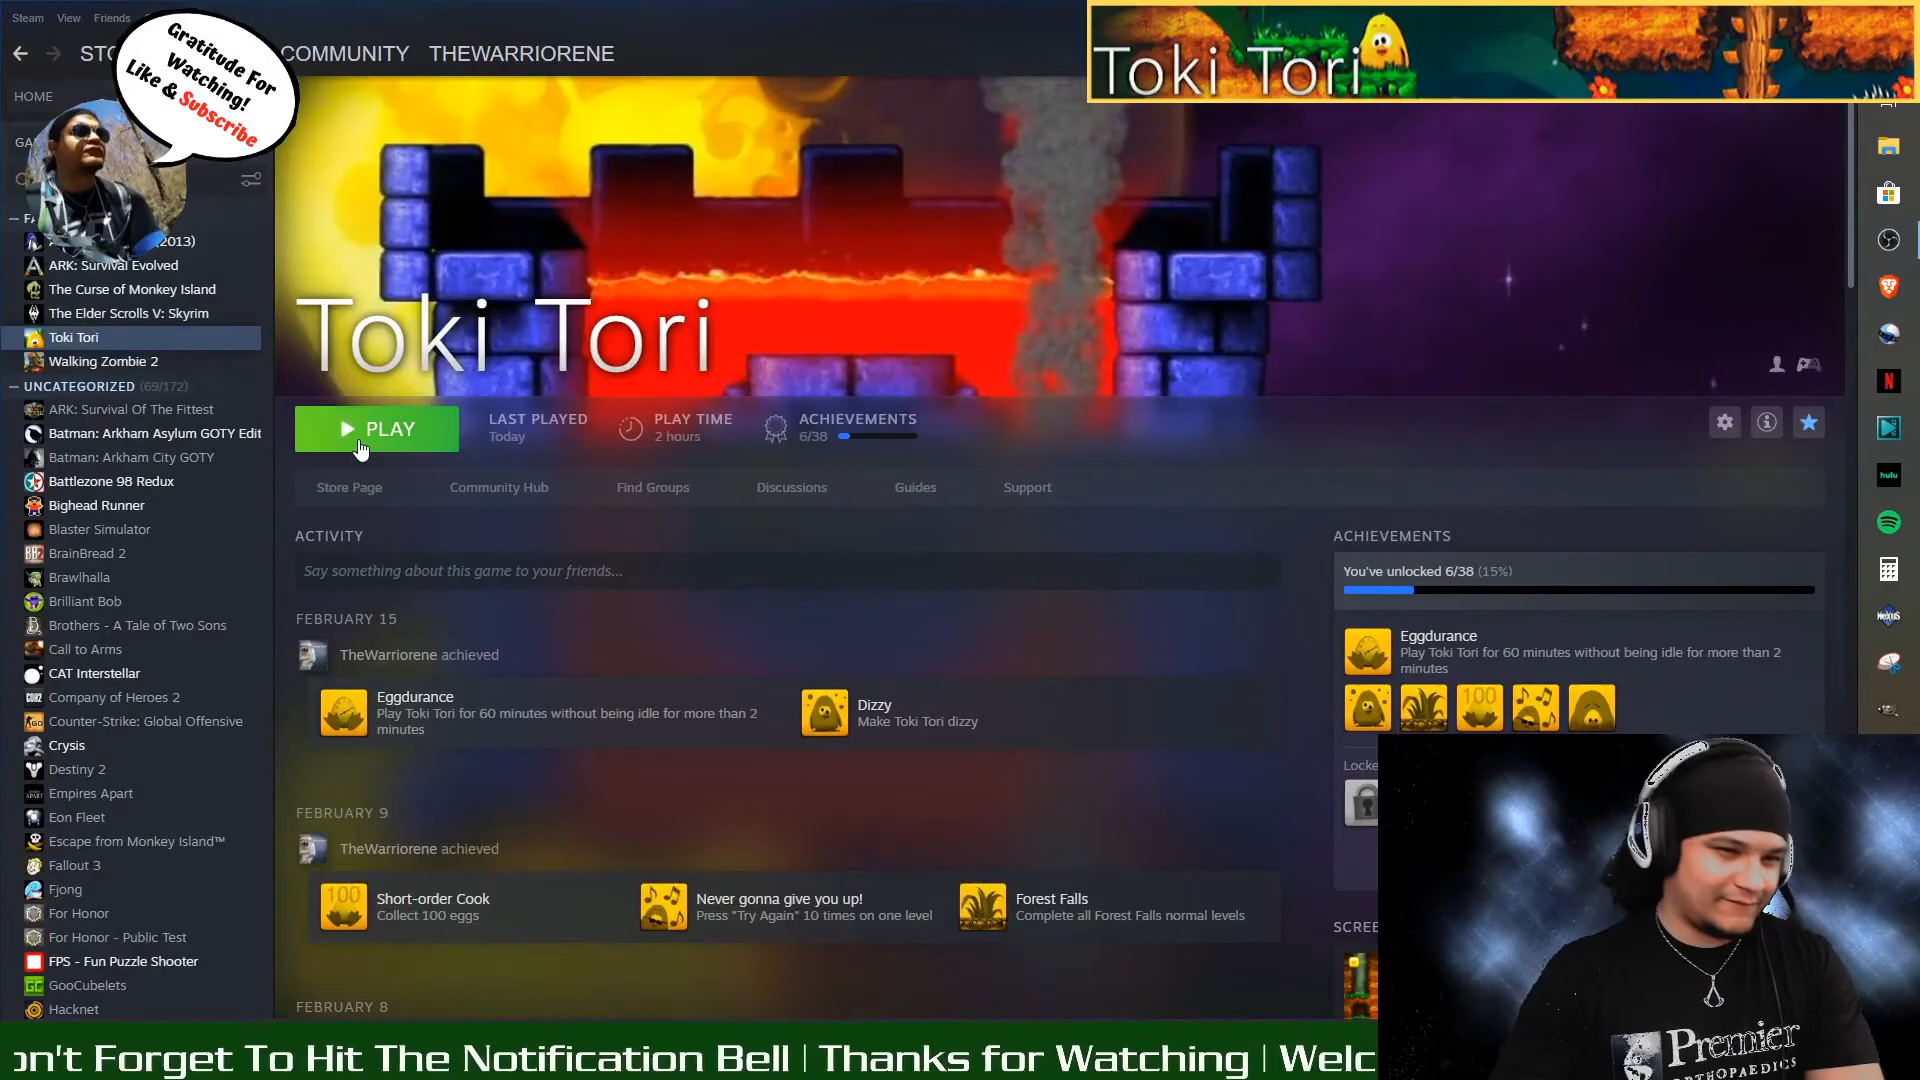 Steam View Friends
STO
COMMUNITY THEWARRIORENE
Gratitude For
Watching!
Like & Subscribe
Toki Tori
HOME
GA
FA
(2013)
ARK: Survival Evolved
The Curse of Monkey Island
The Elder Scrolls V: Skyrim
Toki Tori
Walking Zombie 2
UNCATEGORIZED (69/172)
ARK: Survival Of The Fittest
Batman: Arkham Asylum GOTY Edit
Batman: Arkham City GOTY
Battlezone 98 Redux
Bighead Runner
Blaster Simulator
BrainBread 2
Brawlhalla
Brilliant Bob
Brothers - A Tale of Two Sons
Call to Arms
CAT Interstellar
Company of Heroes 2
Counter-Strike: Global Offensive
Crysis
Destiny 2
Empires Apart
Eon Fleet
Escape from Monkey Island™
Fallout 3
Fjong
For Honor
For Honor - Public Test
FPS - Fun Puzzle Shooter
GooCubelets
Hacknet
Toki Tori
PLAY
LAST PLAYED
Today
PLAY TIME
2 hours
ACHIEVEMENTS
6/38
Store Page Community Hub Find Groups Discussions Guides Support
ACTIVITY
Say something about this game to your friends...
FEBRUARY 15
TheWarriorene achieved
Eggdurance
Play Toki Tori for 60 minutes without being idle for more than 2
minutes
Dizzy
Make Toki Tori dizzy
FEBRUARY 9
TheWarriorene achieved
100
Short-order Cook
Collect 100 eggs
Never gonna give you up!
Press "Try Again" 10 times on one level
Forest Falls
Complete all Forest Falls normal levels
FEBRUARY 8
ACHIEVEMENTS
You've unlocked 6/38 (15%)
Eggdurance
Play Toki Tori for 60 minutes without being idle for more than 2
minutes
100
Locke
SCREE
hulu
NEXUS
Premier
ORTHOPAEDICS
on't Forget To Hit The Notification Bell | Thanks for Watching | Welc